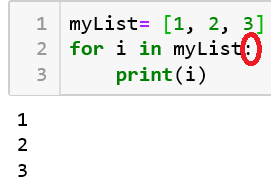 1 myList= [1, 2, 3]
2 for i in myList:
3     print(i)
1
2
3